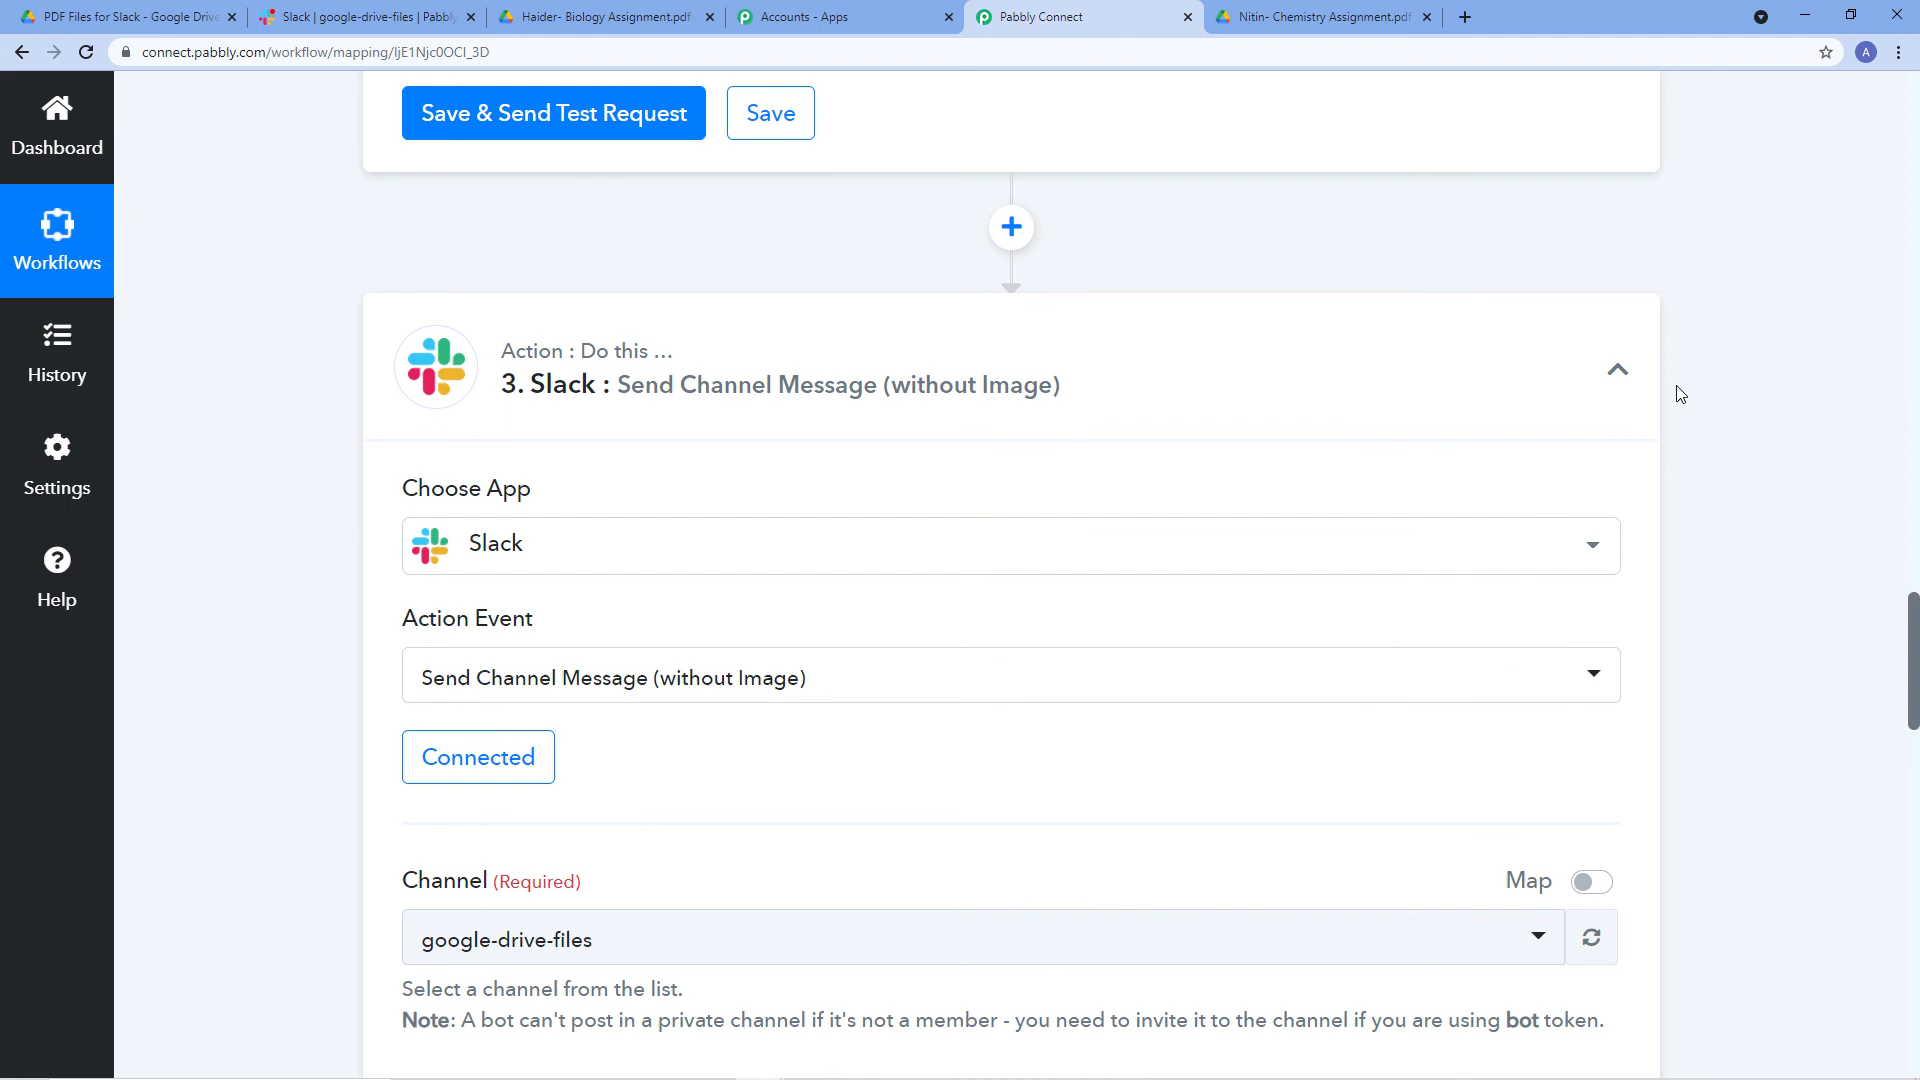 PDF Files for Slack - Google Drive
Slack | google-drive-files | Pabbly
Haider- Biology Assignment.pdf
Accounts - Apps
Pabbly Connect
Nitin- Chemistry Assignment.pdf
connect.pabbly.com/workflow/mapping/IjE1Njc0OCI_3D
A
Dashboard
Workflows
History
Settings
Help
Save & Send Test Request
Save
Action : Do this ...
3. Slack : Send Channel Message (without Image)
Choose App
Slack
Action Event
Send Channel Message (without Image)
Connected
Channel (Required)
Map
google-drive-files
Select a channel from the list.
Note: A bot can't post in a private channel if it's not a member - you need to invite it to the channel if you are using bot token.